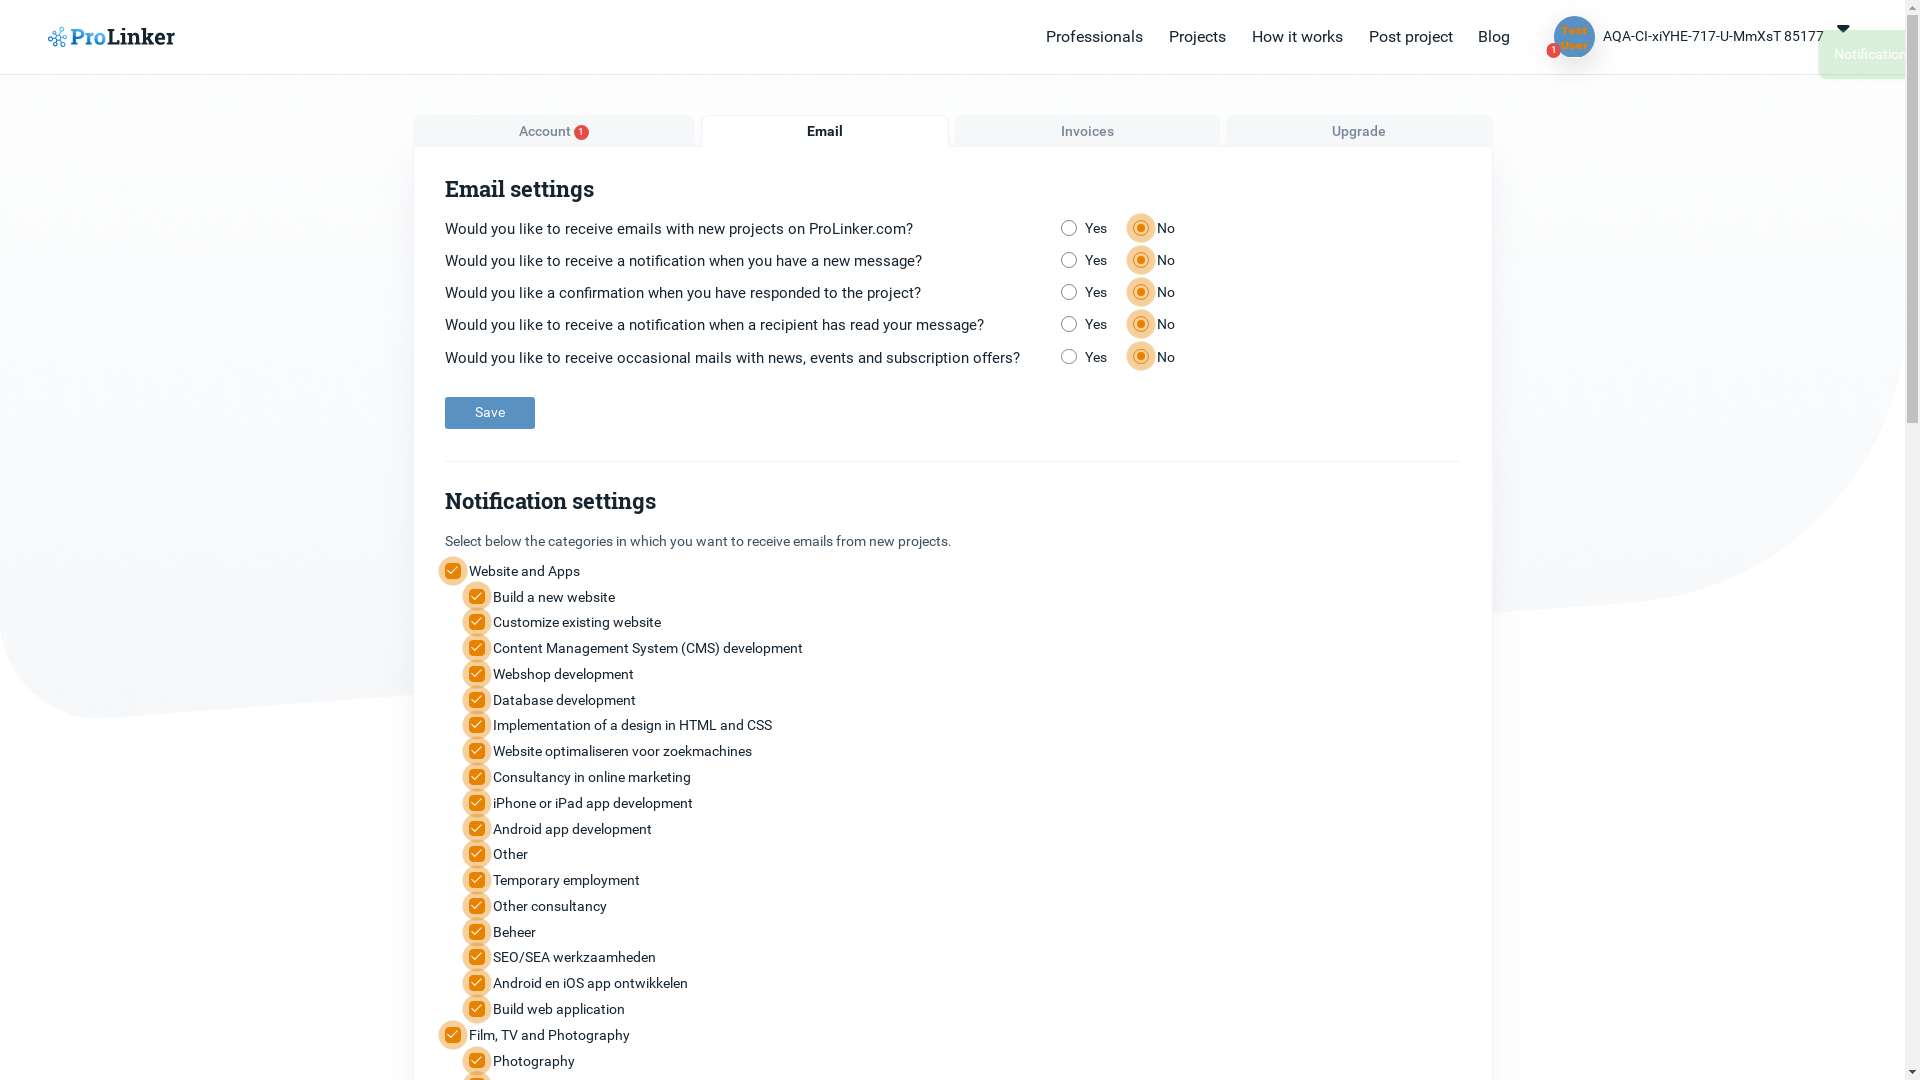 ProLinker
Professionals Projects How it works Post project Blog
Test User
1
AQA-CI-xiYHE-717-U-MmXsT 85177
Notification
Account 1
Email
Invoices
Upgrade
Email settings
Would you like to receive emails with new projects on ProLinker.com? Yes No
Would you like to receive a notification when you have a new message? Yes No
Would you like a confirmation when you have responded to the project? Yes No
Would you like to receive a notification when a recipient has read your message? Yes No
Would you like to receive occasional mails with news, events and subscription offers? Yes No
Save
Notification settings
Select below the categories in which you want to receive emails from new projects.
Website and Apps
Build a new website
Customize existing website
Content Management System (CMS) development
Webshop development
Database development
Implementation of a design in HTML and CSS
Website optimaliseren voor zoekmachines
Consultancy in online marketing
iPhone or iPad app development
Android app development
Other
Temporary employment
Other consultancy
Beheer
SEO/SEA werkzaamheden
Android en iOS app ontwikkelen
Build web application
Film, TV and Photography
Photography